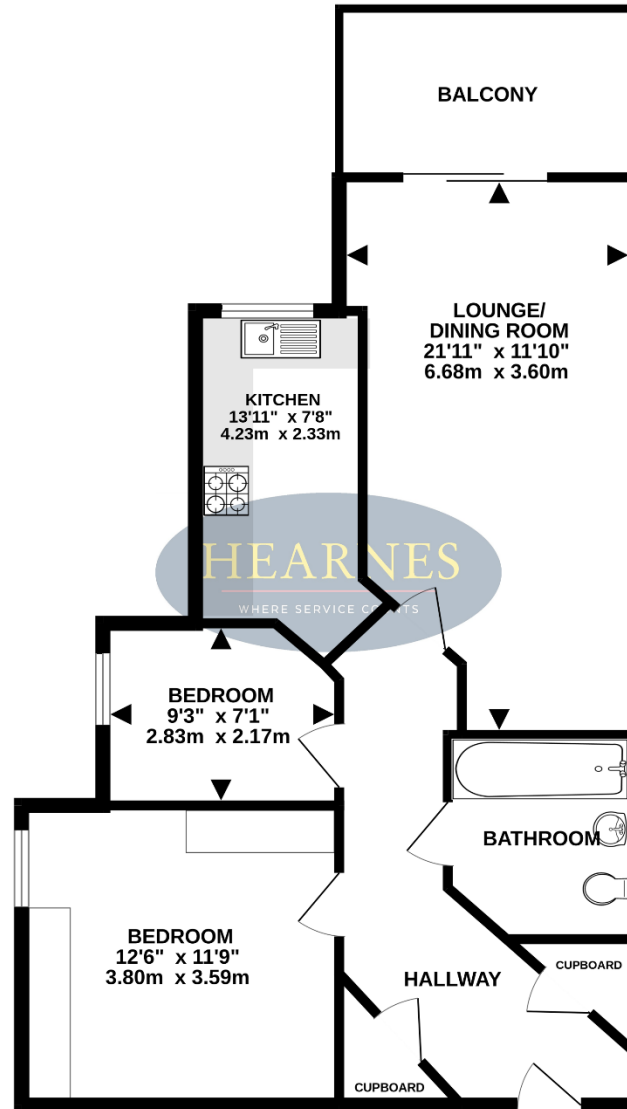 BALCONY
LOUNGE/
DINING ROOM
21'11" x 11'10"
6.68m x 3.60m
KITCHEN
13'11" x 7'8"
4.23m x 2.33m
HEARNES
WHERE SERVICE COUNTS
BEDROOM
9'3" x 7'1"
2.83m x 2.17m
BATHROOM
BEDROOM
12'6" x 11'9"
3.80m x 3.59m
CUPBOARD
HALLWAY
CUPBOARD